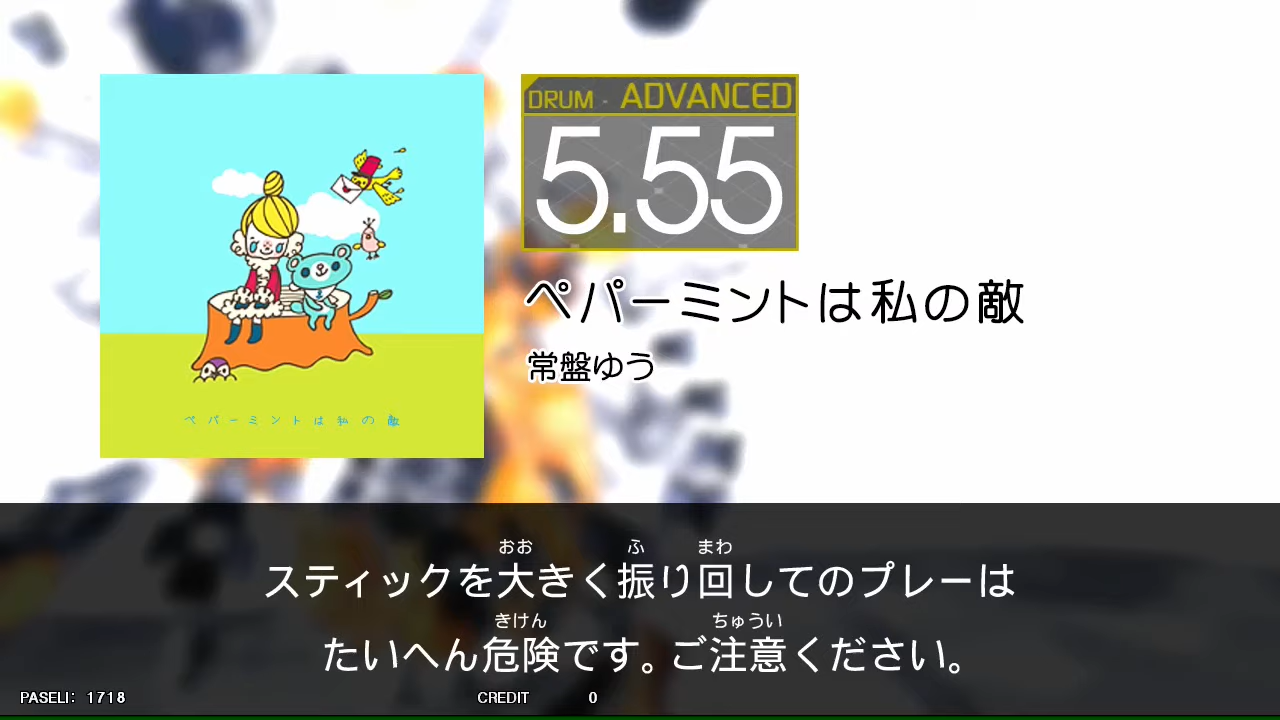 DRUM - ADVANCED
5.55
ペパーミントは私の敵
常盤ゆう
ペパーミントは私の敵
おお ふ まわ
スティックを大きく振り回してのプレーは
きけん ちゅうい
たいへん危険です。ご注意ください。
PASELI: 1718 CREDIT 0